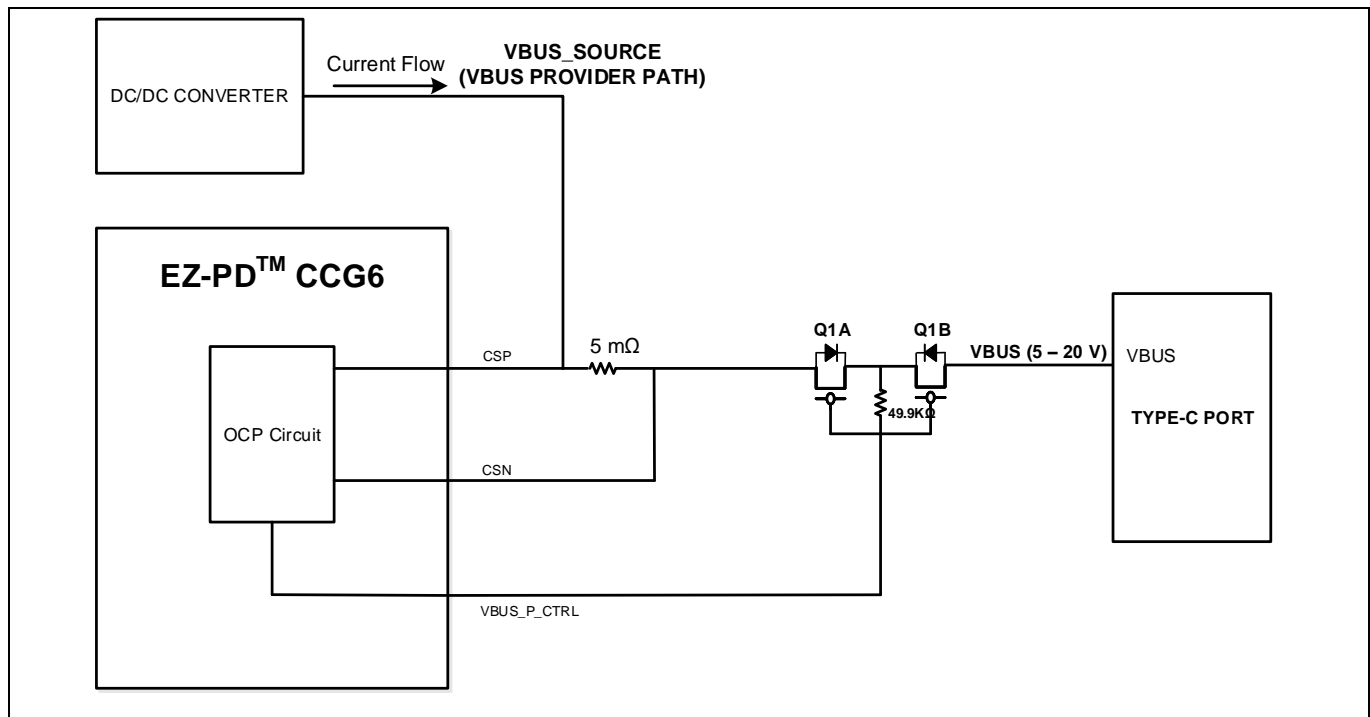 Current Flow
VBUS_SOURCE
(VBUS PROVIDER PATH)
DC/DC CONVERTER
EZ-PD™ CCG6
OCP Circuit
CSP
5 mΩ
CSN
VBUS_P_CTRL
Q1A
Q1B
49.9KΩ
VBUS (5 – 20 V)
VBUS
TYPE-C PORT